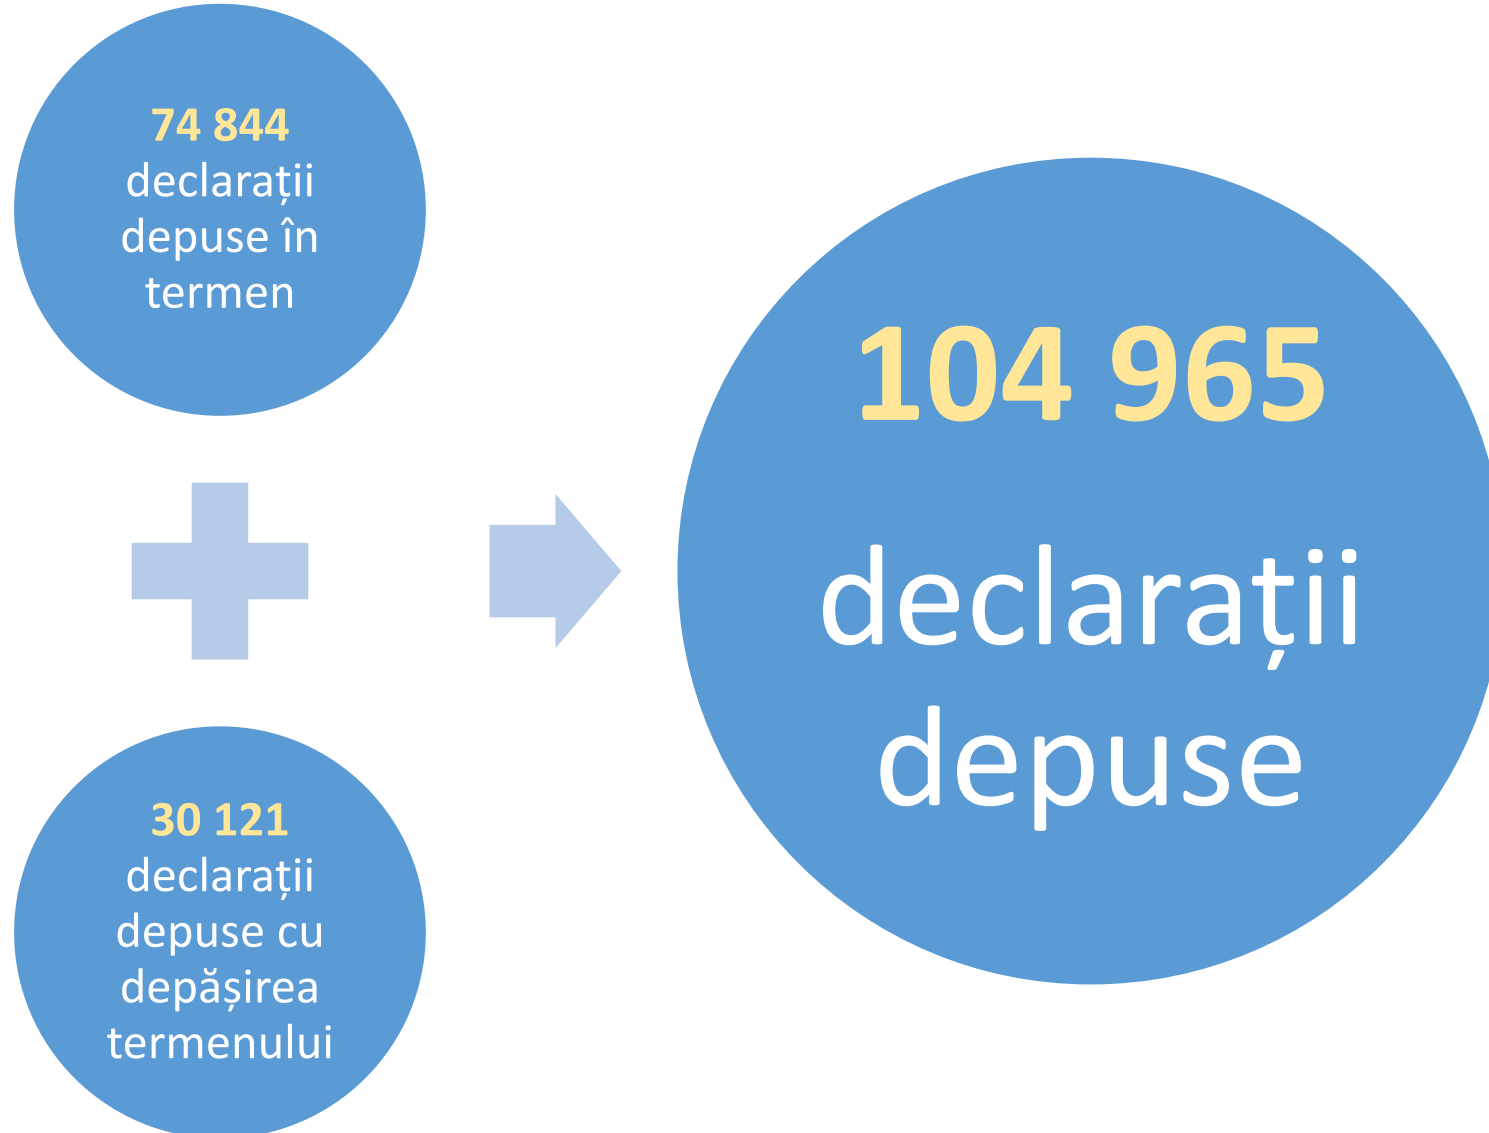 74 844
declarații
depuse în
termen
30 121
declarații
depuse cu
depășirea
termenului
104 965
declarații
depuse